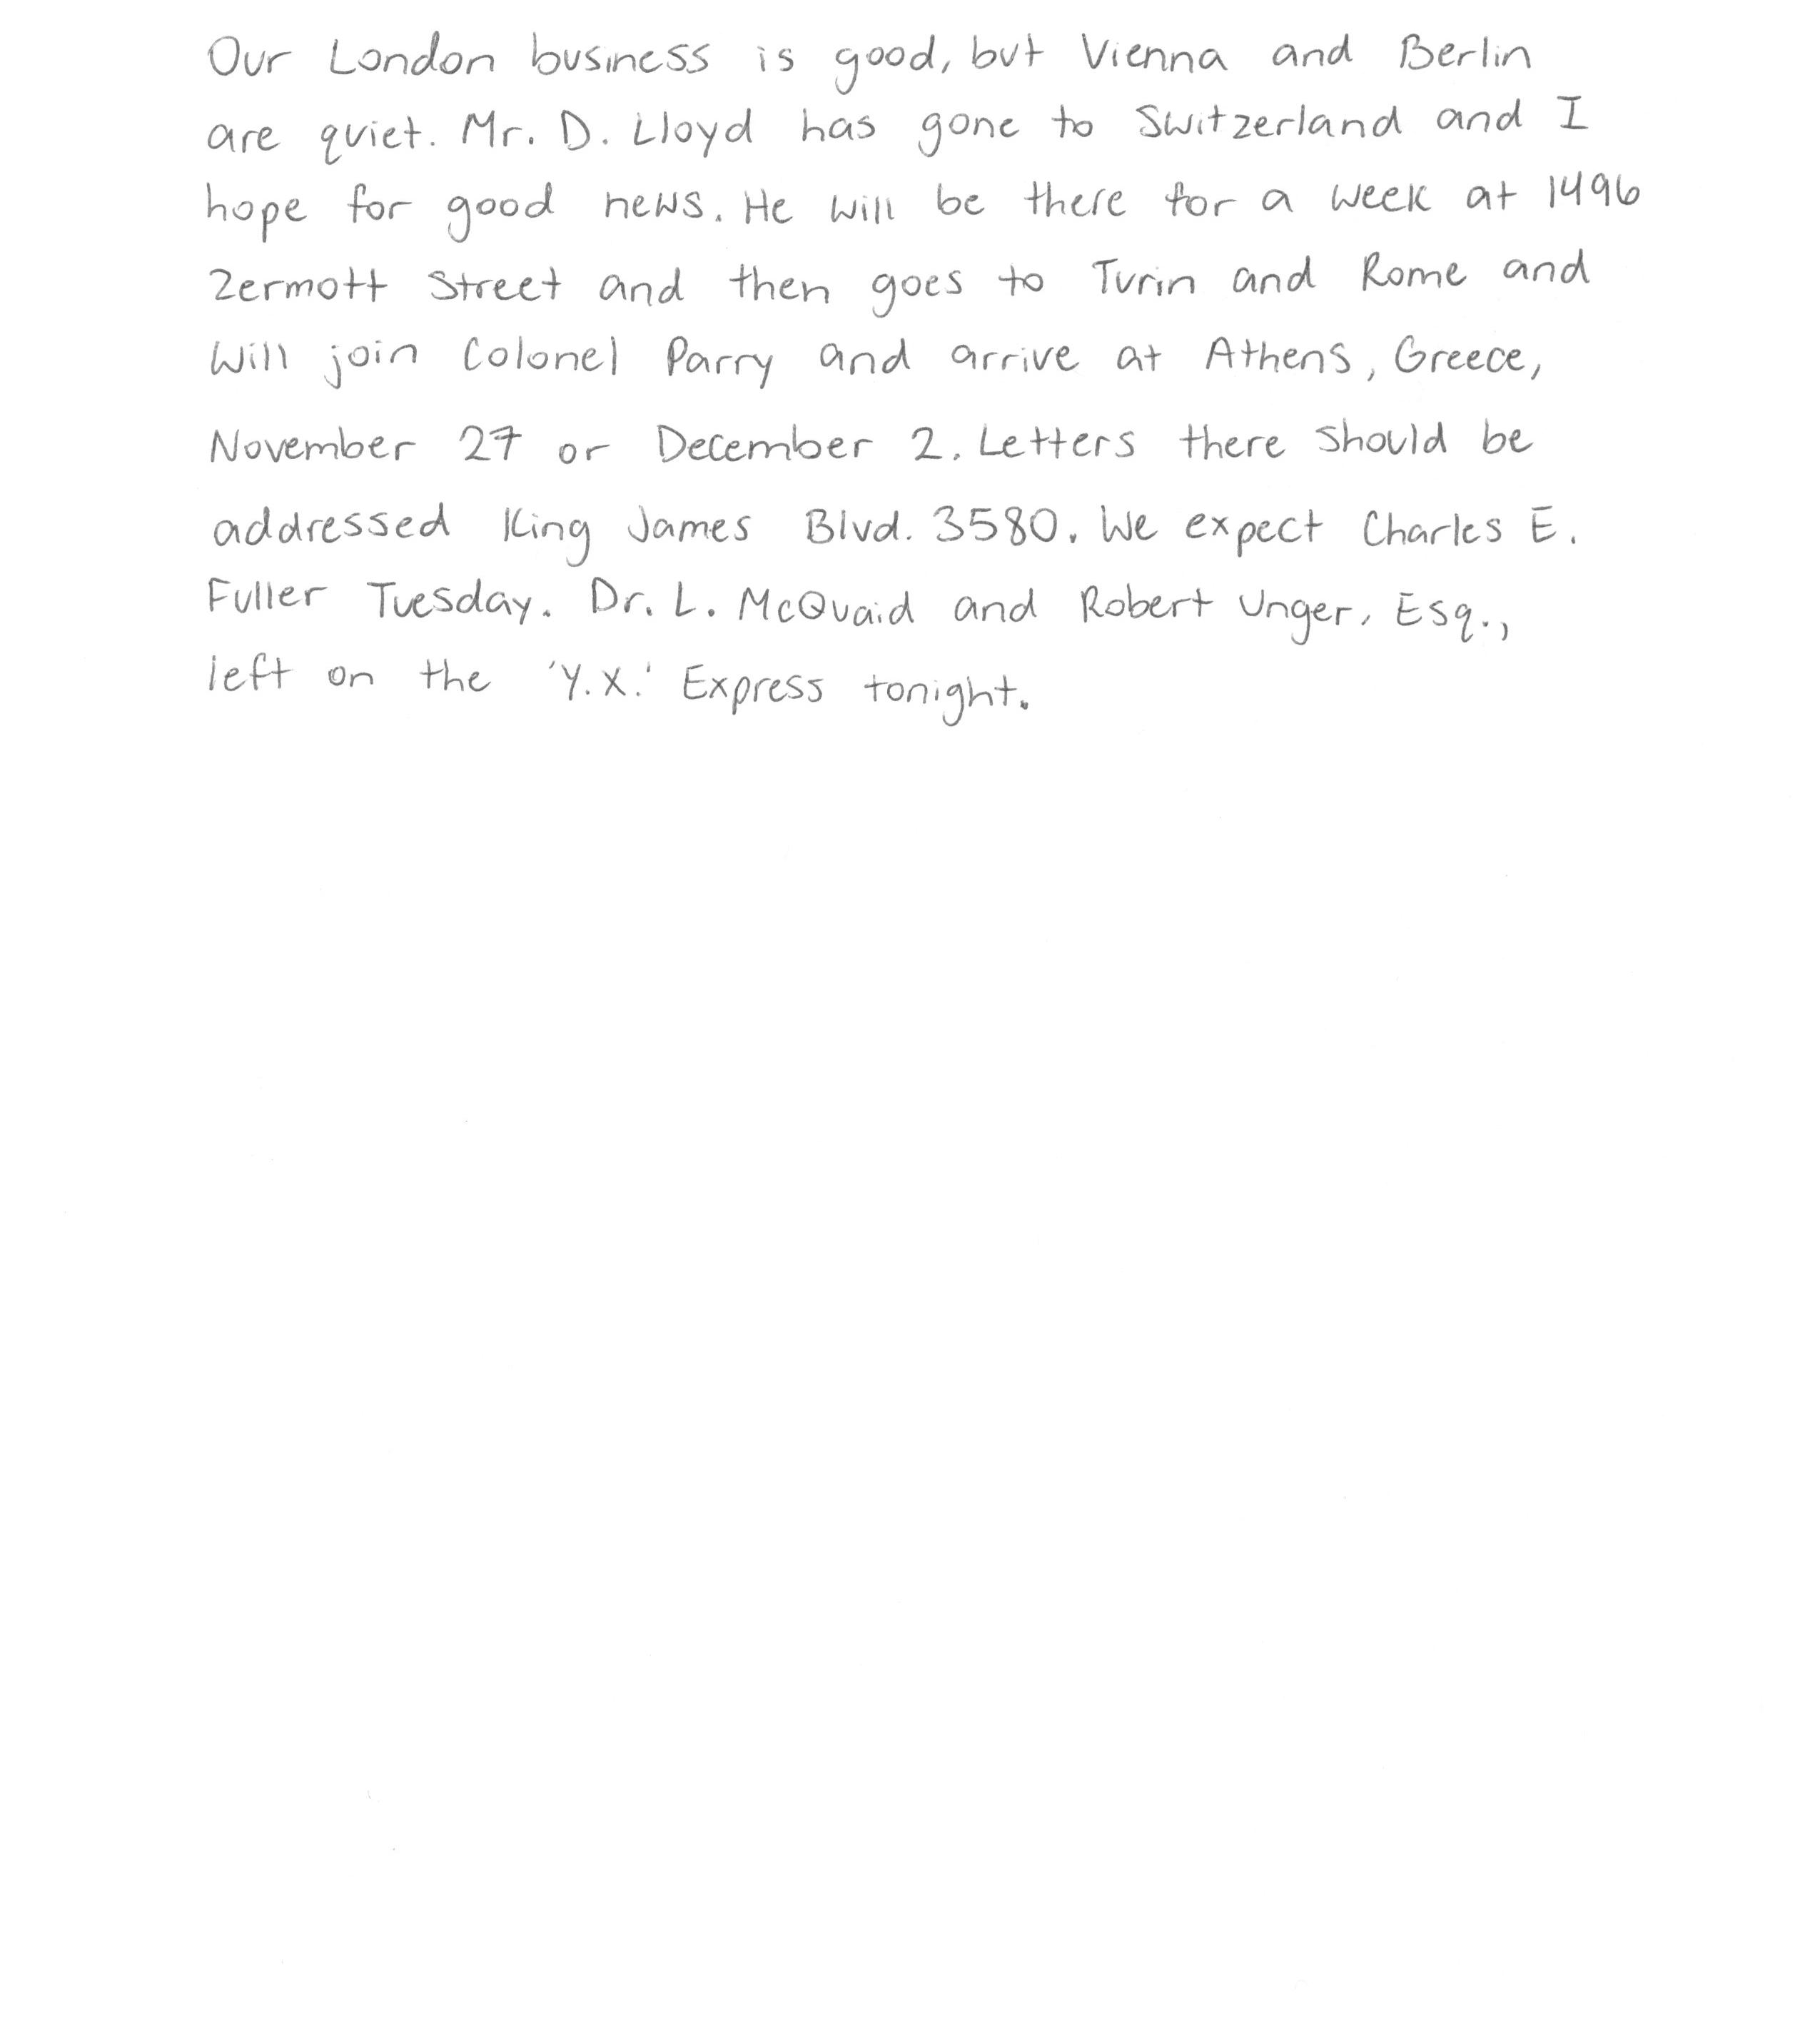 Our London business is good, but Vienna and Berlin
are quiet. Mr. D. Lloyd has gone to Switzerland and I
hope for good news. He will be there for a week at 1496
Zermott Street and then goes to Turin and Rome and
will join Colonel Parry and arrive at Athens, Greece,
November 27 or December 2. Letters there should be
addressed King James Blvd. 3580. We expect Charles E.
Fuller Tuesday. Dr. L. McQuaid and Robert Unger, Esq.,
left on the 'Y.X.' Express tonight.